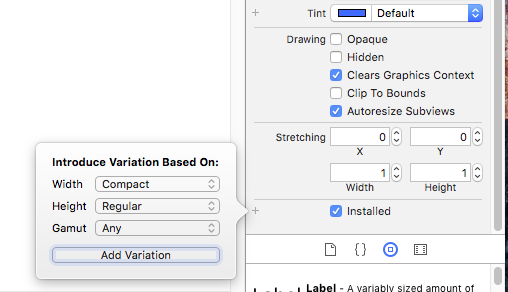 Tint Default
Drawing Opaque
Hidden
Clears Graphics Context
Clip To Bounds
Autoresize Subviews
Stretching 0 0
X Y
1 1
Width Height
Installed
Introduce Variation Based On:
Width Compact
Height Regular
Gamut Any
Add Variation
Label Label - A variably sized amount of